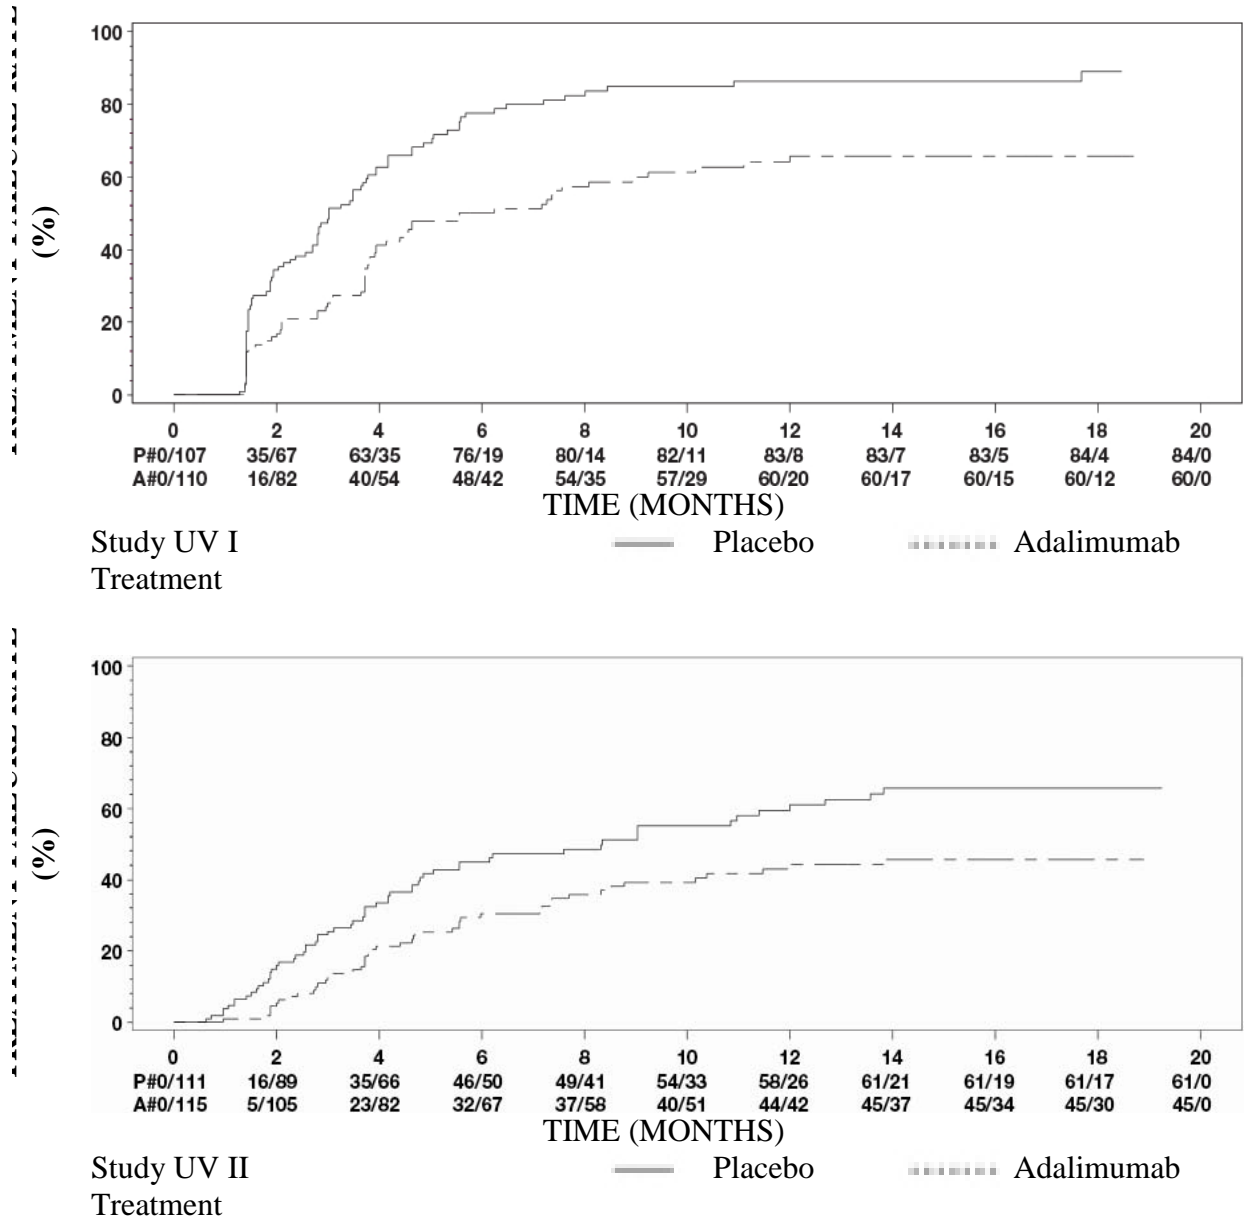 (%)
100
80
60
40
20
0
0 2 4 6 8 10 12 14 16 18 20
P#0/107 35/67 63/35 76/19 80/14 82/11 83/8 83/7 83/5 84/4 84/0
A#0/110 16/82 40/54 48/42 54/35 57/29 60/20 60/17 60/15 60/12 60/0
TIME (MONTHS)
Study UV I Placebo Adalimumab
Treatment
(%)
100
80
60
40
20
0
0 2 4 6 8 10 12 14 16 18 20
P#0/111 16/89 35/66 46/50 49/41 54/33 58/26 61/21 61/19 61/17 61/0
A#0/115 5/105 23/82 32/67 37/58 40/51 44/42 45/37 45/34 45/30 45/0
TIME (MONTHS)
Study UV II Placebo Adalimumab
Treatment